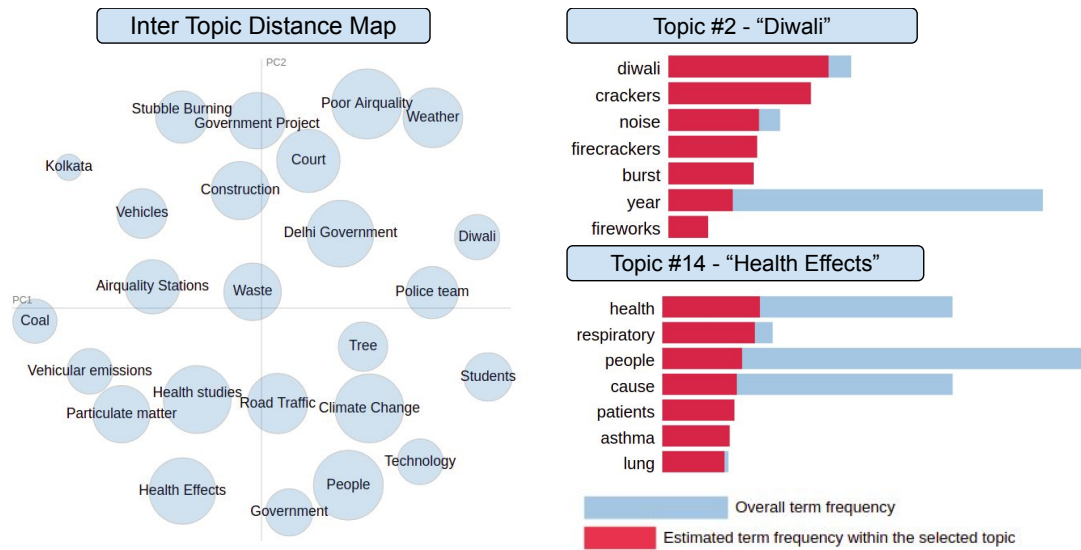 Inter Topic Distance Map
PC2
Stubble Burning
Government Project
Poor Airquality
Weather
Kolkata
Court
Construction
Vehicles
Delhi Government
Diwali
Airquality Stations
Waste
Police team
PC1
Coal
Tree
Vehicular emissions
Students
Health studies
Road Traffic
Climate Change
Particulate matter
Technology
Health Effects
People
Government
Topic #2 - “Diwali”
diwali
crackers
noise
firecrackers
burst
year
fireworks
Topic #14 - “Health Effects”
health
respiratory
people
cause
patients
asthma
lung
Overall term frequency
Estimated term frequency within the selected topic